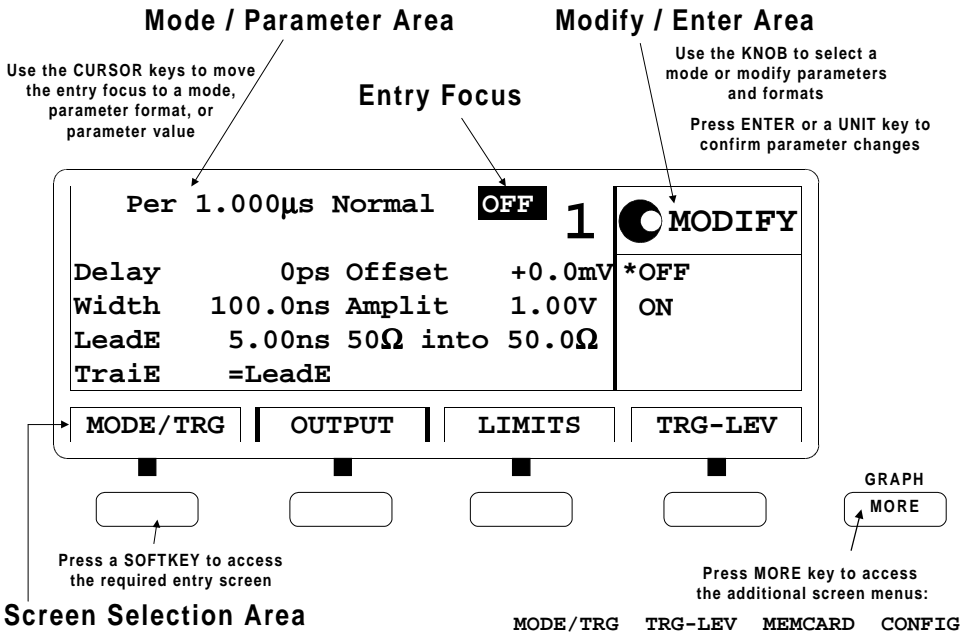 Mode / Parameter Area
Modify / Enter Area
Use the CURSOR keys to move
the entry focus to a mode,
parameter format, or
parameter value
Entry Focus
Use the KNOB to select a
mode or modify parameters
and formats
Press ENTER or a UNIT key to
confirm parameter changes
Per 1.000µs Normal OFF 1 MODIFY
Delay 0ps Offset +0.0mV *OFF
Width 100.0ns Amplit 1.00V ON
LeadE 5.00ns 50Ω into 50.0Ω
TraiE =LeadE
MODE/TRG OUTPUT LIMITS TRG-LEV
GRAPH
MORE
Press a SOFTKEY to access
the required entry screen
Press MORE key to access
the additional screen menus:
Screen Selection Area
MODE/TRG TRG-LEV MEMCARD CONFIG